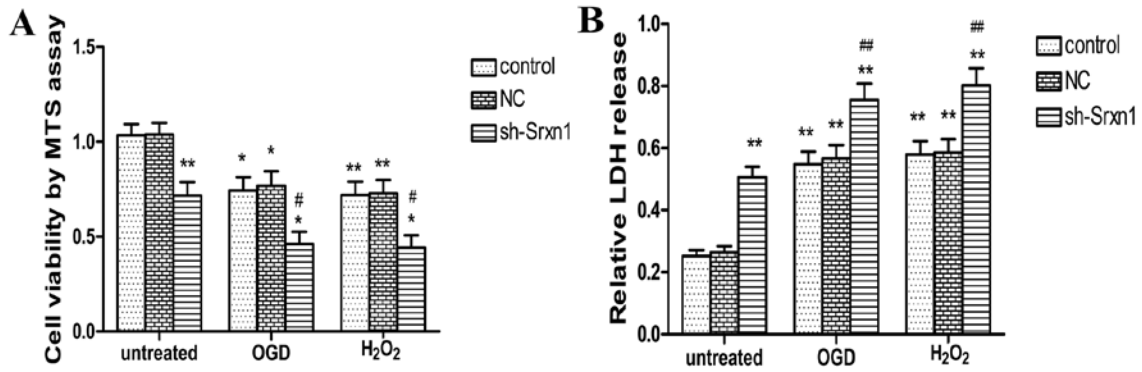 A
Cell viability by MTS assay
1.5
1.0
0.5
0.0
** * * # * ** ** # *
untreated OGD H₂O₂
control
NC
sh-Srxn1
B
Relative LDH release
1.0
0.8
0.6
0.4
0.2
0.0
** ** ** ## ** ** ** ## **
untreated OGD H₂O₂
control
NC
sh-Srxn1